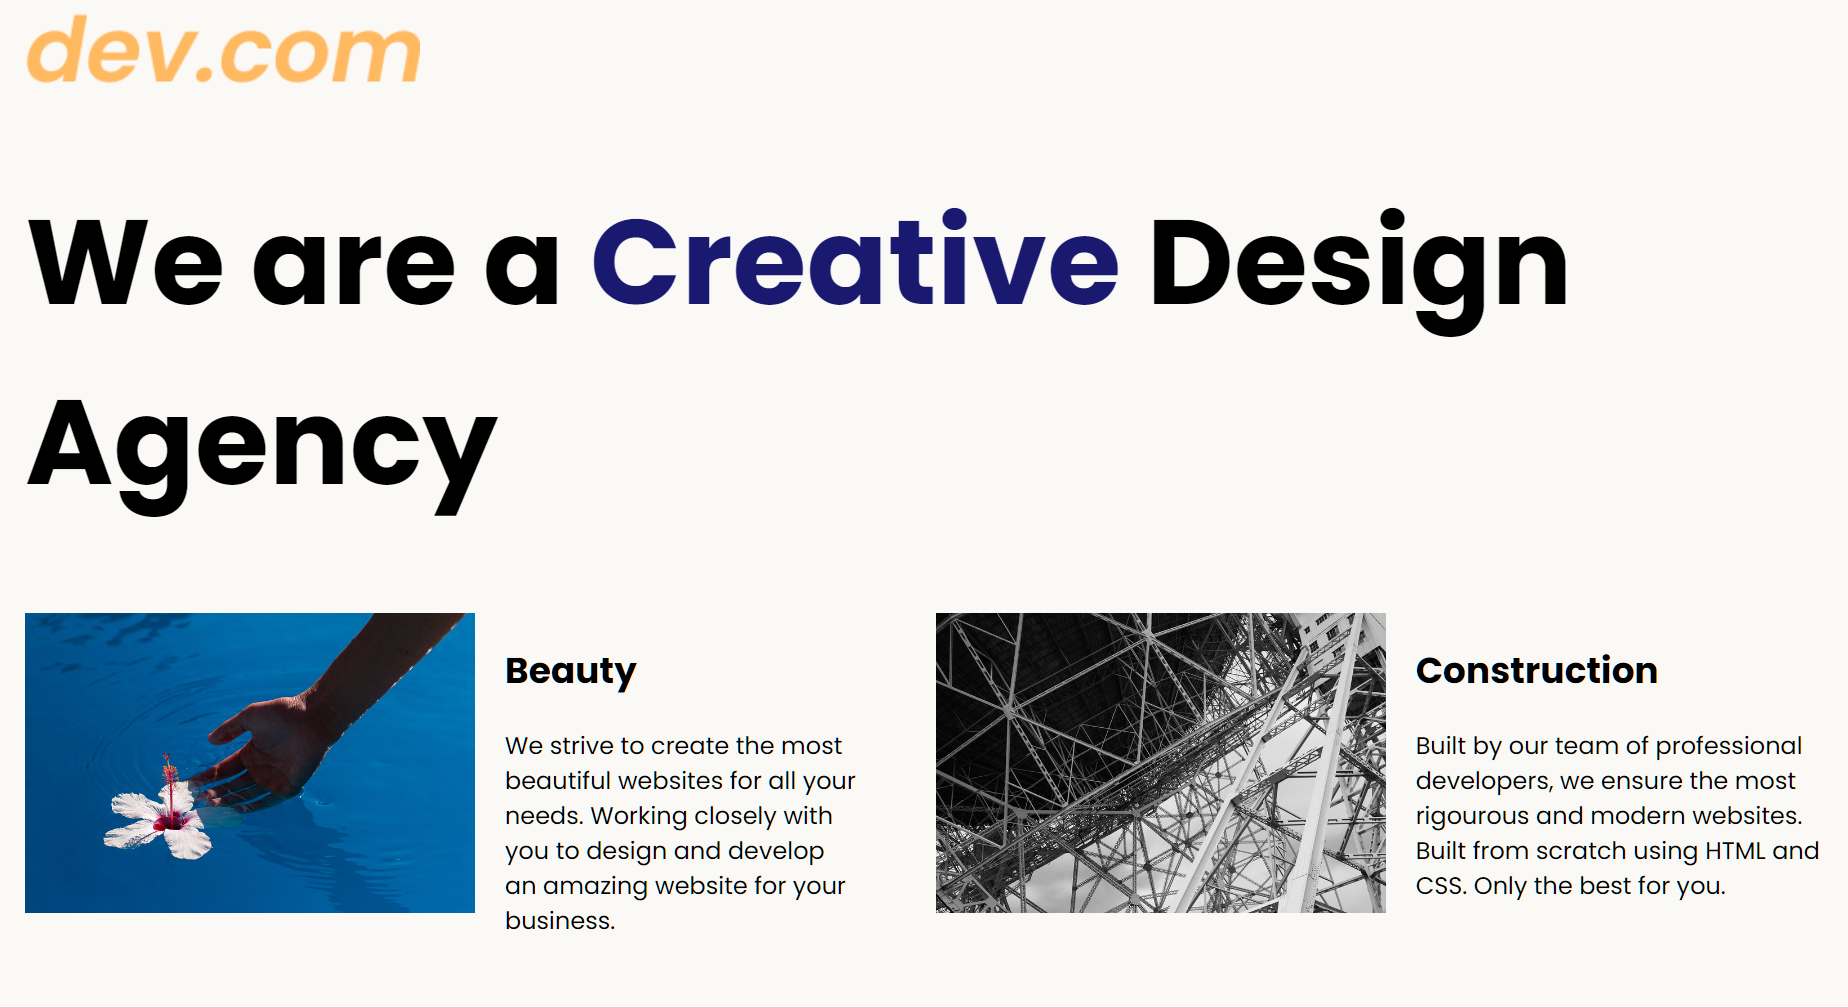 dev.com
We are a Creative Design
Agency
Beauty
We strive to create the most
beautiful websites for all your
needs. Working closely with
you to design and develop
an amazing website for your
business.
Construction
Built by our team of professional
developers, we ensure the most
rigourous and modern websites.
Built from scratch using HTML and
CSS. Only the best for you.